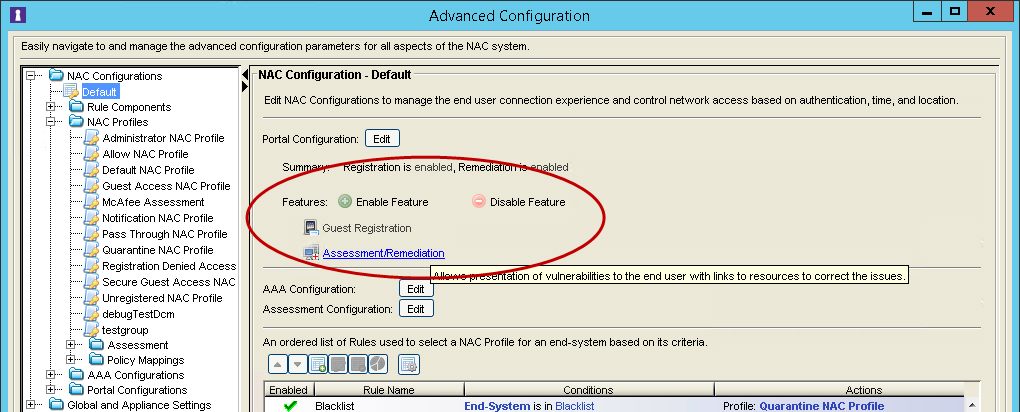 Advanced Configuration
Easily navigate to and manage the advanced configuration parameters for all aspects of the NAC system.
NAC Configurations
Default
Rule Components
NAC Profiles
Administrator NAC Profile
Allow NAC Profile
Default NAC Profile
Guest Access NAC Profile
McAfee Assessment
Notification NAC Profile
Pass Through NAC Profile
Quarantine NAC Profile
Registration Denied Access
Secure Guest Access NAC
Unregistered NAC Profile
debugTestDcm
testgroup
Assessment
Policy Mappings
AAA Configurations
Portal Configurations
Global and Appliance Settings
NAC Configuration - Default
Edit NAC Configurations to manage the end user connection experience and control network access based on authentication, time, and location.
Portal Configuration: Edit
Summary: Registration is enabled, Remediation is enabled
Features: Enable Feature Disable Feature
Guest Registration
Assessment/Remediation
Allows presentation of vulnerabilities to the end user with links to resources to correct the issues.
AAA Configuration: Edit
Assessment Configuration: Edit
An ordered list of Rules used to select a NAC Profile for an end-system based on its criteria.
Enabled Rule Name Conditions Actions
Blacklist End-System is in Blacklist Profile: Quarantine NAC Profile